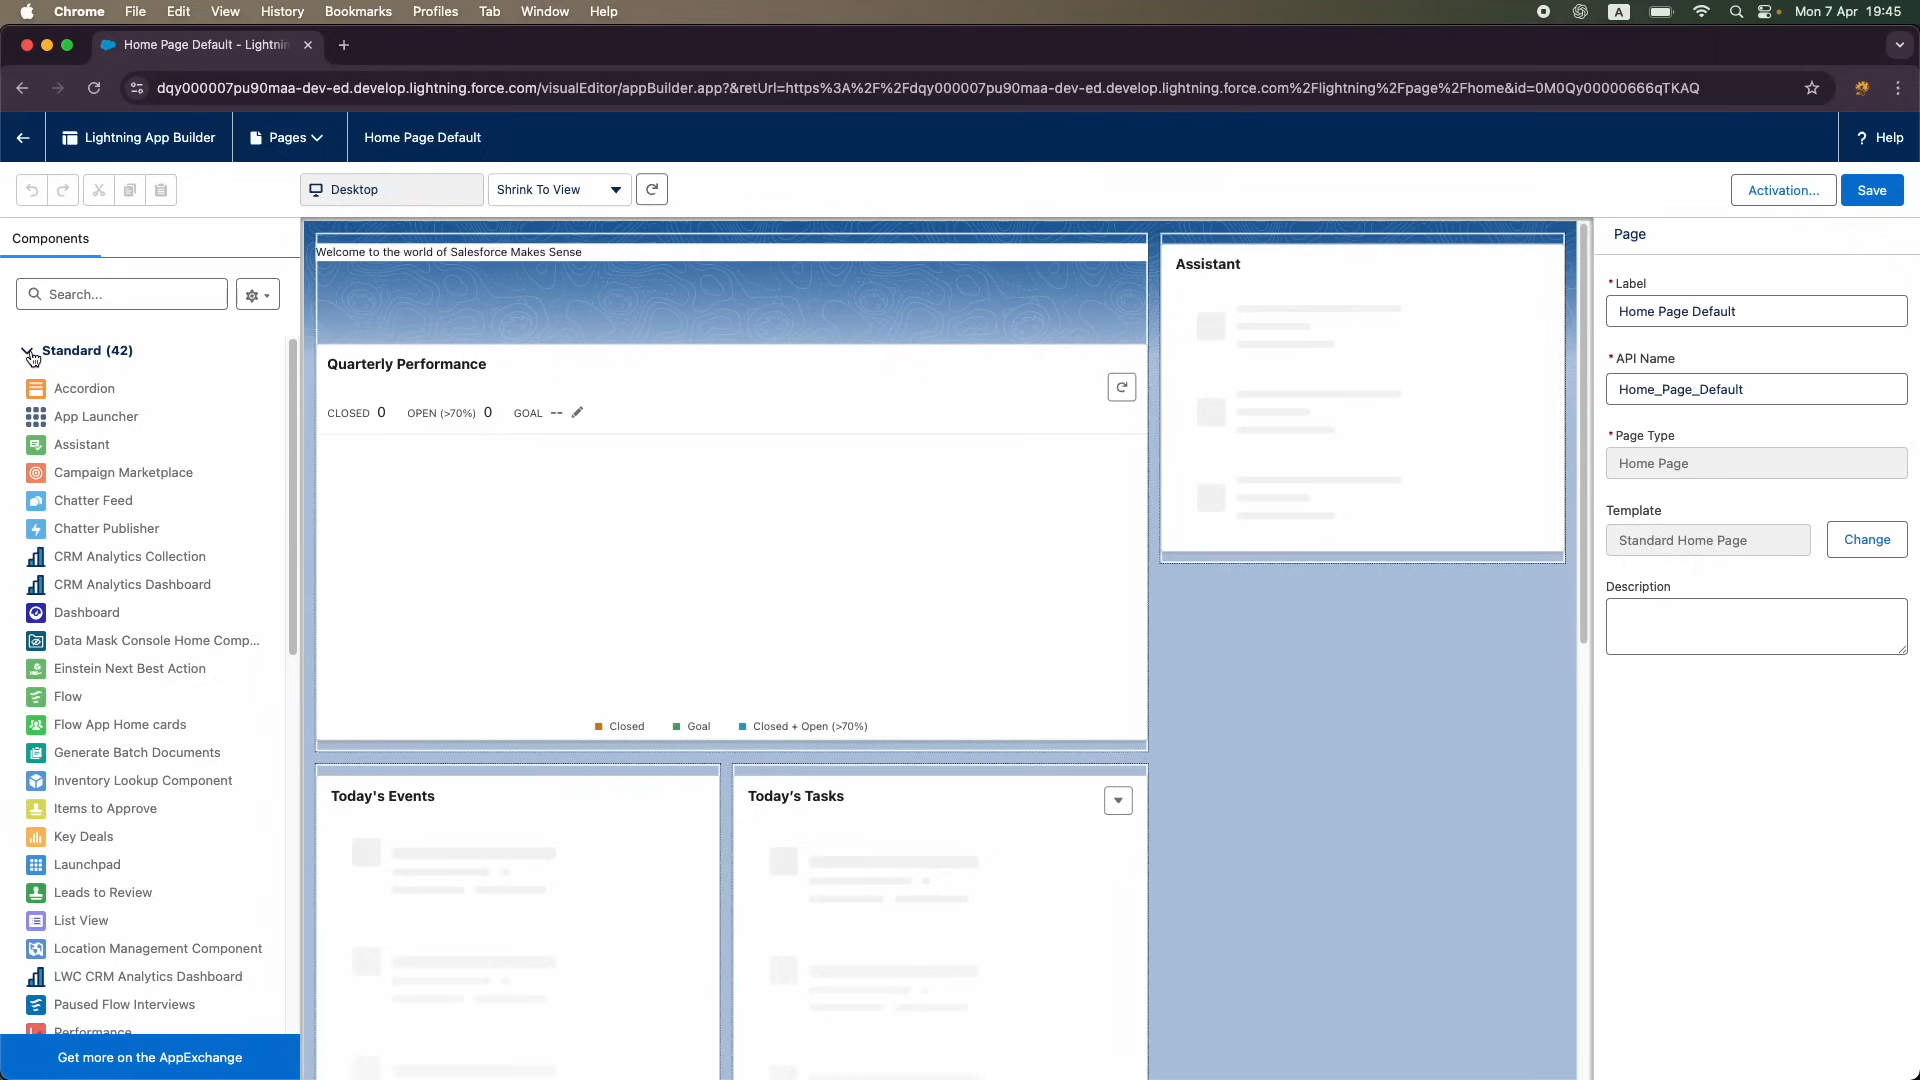 Chrome File Edit View History Bookmarks Profiles Tab Window Help A Mon 7 Apr 19:45
Home Page Default - Lightnin
dqy000007pu90maa-dev-ed.develop.lightning.force.com/visualEditor/appBuilder.app?&retUrl=https%3A%2F%2Fdqy000007pu90maa-dev-ed.develop.lightning.force.com%2Flightning%2Fpage%2Fhome&id=0M0Qy00000666qTKAQ
Lightning App Builder Pages Home Page Default ? Help
Desktop Shrink To View Activation... Save
Components
Search...
Standard (42)
Accordion
App Launcher
Assistant
Campaign Marketplace
Chatter Feed
Chatter Publisher
CRM Analytics Collection
CRM Analytics Dashboard
Dashboard
Data Mask Console Home Comp...
Einstein Next Best Action
Flow
Flow App Home cards
Generate Batch Documents
Inventory Lookup Component
Items to Approve
Key Deals
Launchpad
Leads to Review
List View
Location Management Component
LWC CRM Analytics Dashboard
Paused Flow Interviews
Performance
Get more on the AppExchange
Welcome to the world of Salesforce Makes Sense
Quarterly Performance
CLOSED 0 OPEN (>70%) 0 GOAL --
Closed Goal Closed + Open (>70%)
Today's Events
Today's Tasks
Assistant
Page
* Label
Home Page Default
* API Name
Home_Page_Default
* Page Type
Home Page
Template
Standard Home Page Change
Description